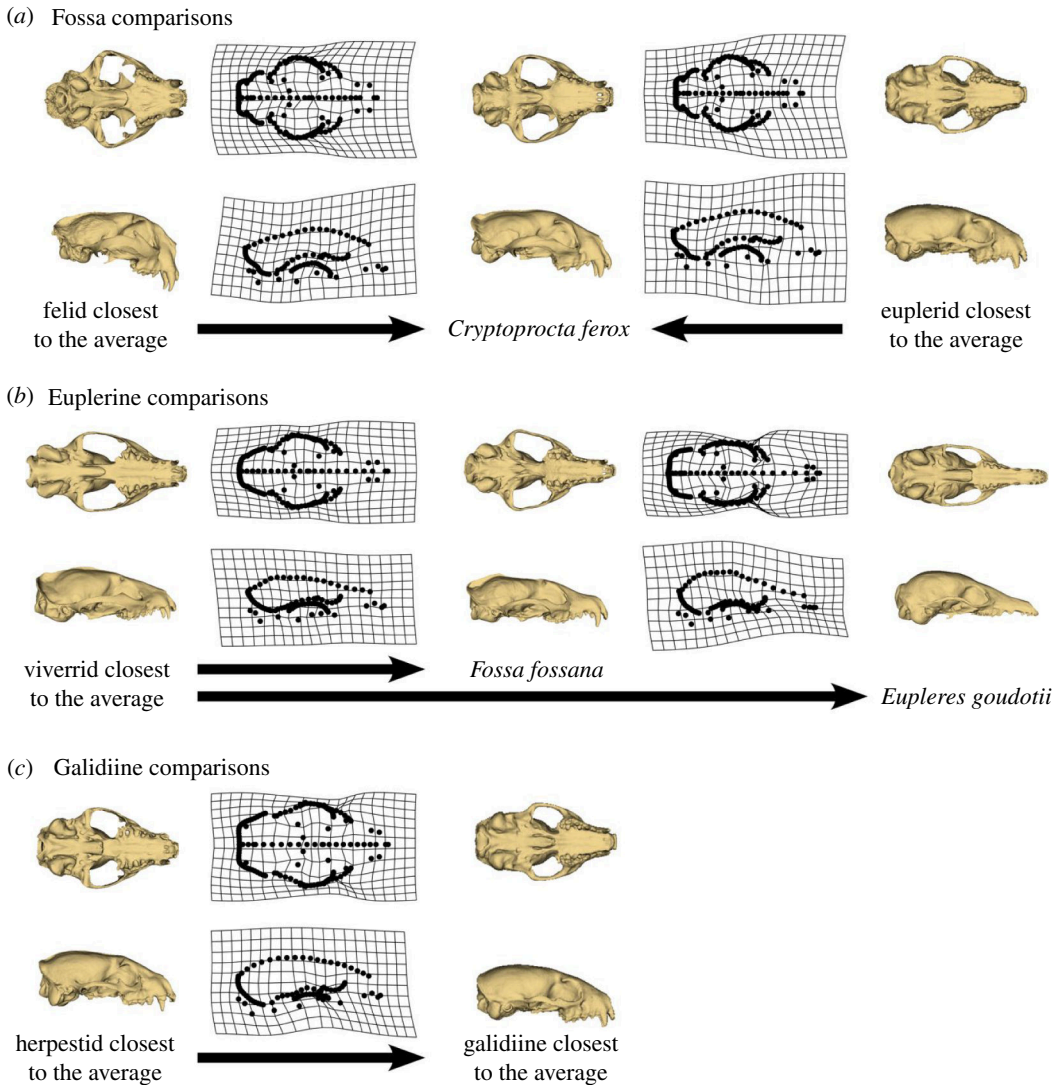 (a) Fossa comparisons
felid closest
to the average
Cryptoprocta ferox
euplerid closest
to the average
(b) Euplerine comparisons
viverrid closest
to the average
Fossa fossana
Eupleres goudotii
(c) Galidiine comparisons
herpestid closest
to the average
galidiine closest
to the average